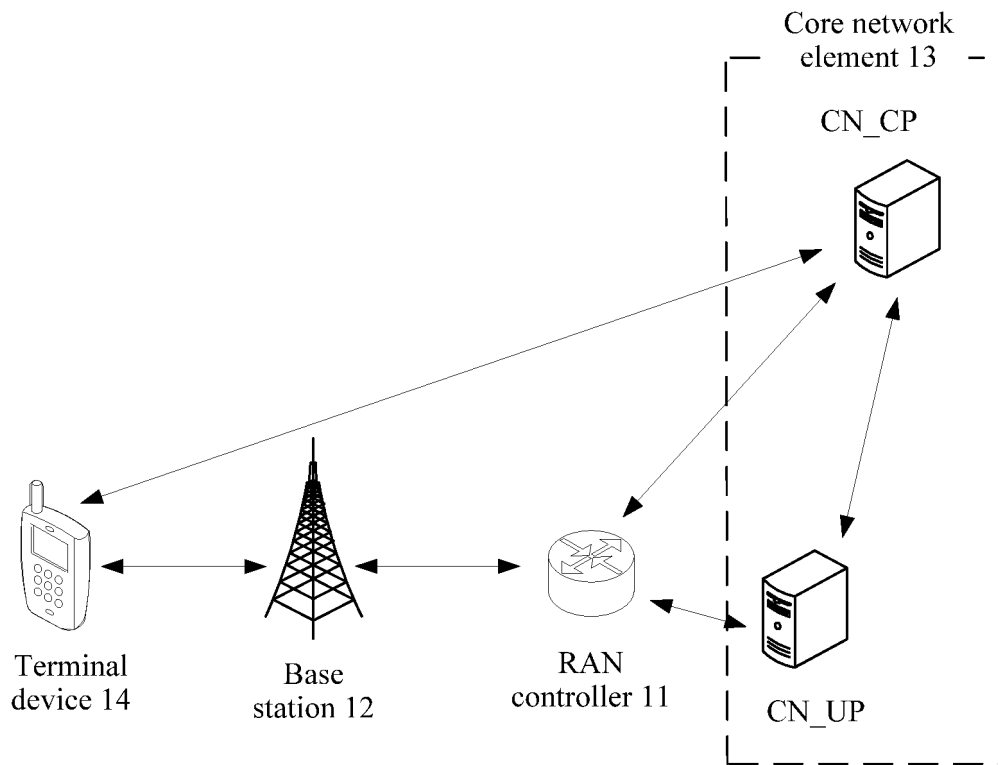 Core network
element 13
CN_CP
Terminal
device 14
Base
station 12
RAN
controller 11
CN_UP